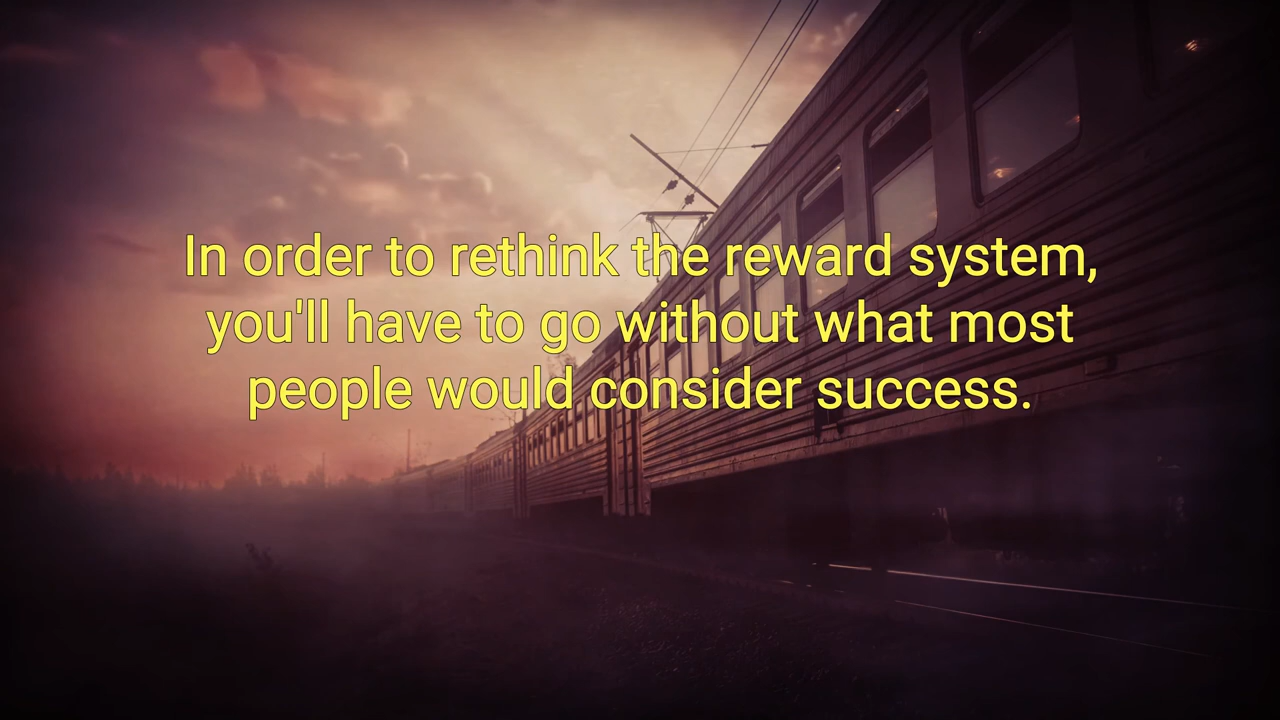 In order to rethink the reward system,
you'll have to go without what most
people would consider success.